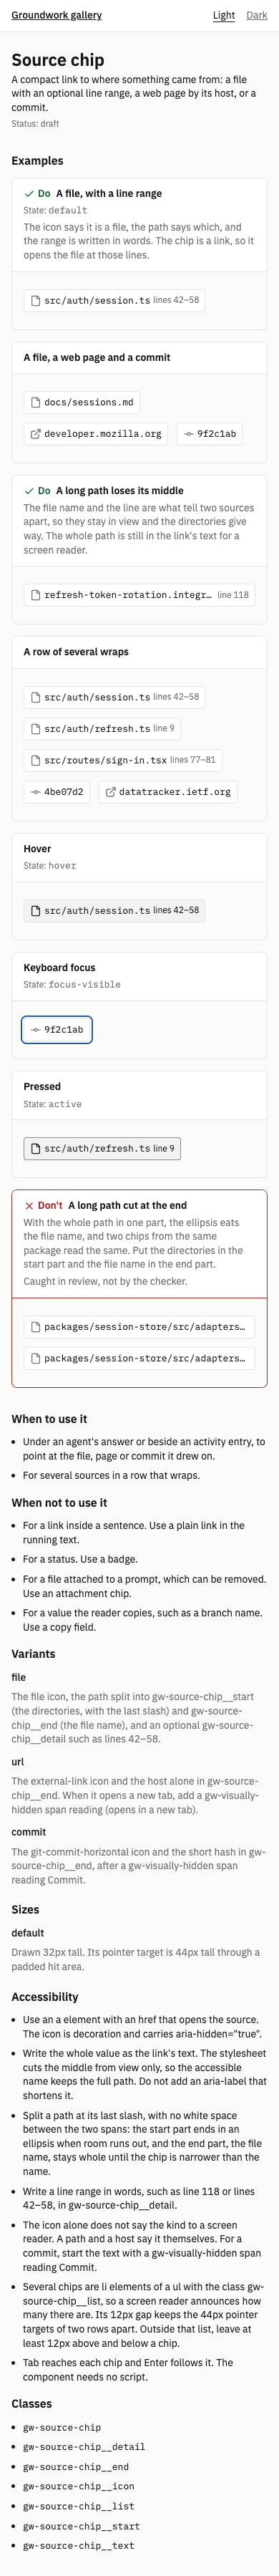 Groundwork gallery Light Dark
Source chip
A compact link to where something came from: a file
with an optional line range, a web page by its host, or a
commit.
Status: draft
Examples
Do A file, with a line range
State: default
The icon says it is a file, the path says which, and
the range is written in words. The chip is a link, so it
opens the file at those lines.
src/auth/session.ts lines 42–58
A file, a web page and a commit
docs/sessions.md
developer.mozilla.org 9f2c1ab
Do A long path loses its middle
The file name and the line are what tell two sources
apart, so they stay in view and the directories give
way. The whole path is still in the link's text for a
screen reader.
refresh-token-rotation.integr… line 118
A row of several wraps
src/auth/session.ts lines 42–58
src/auth/refresh.ts line 9
src/routes/sign-in.tsx lines 77–81
4be07d2 datatracker.ietf.org
Hover
State: hover
src/auth/session.ts lines 42–58
Keyboard focus
State: focus-visible
9f2c1ab
Pressed
State: active
src/auth/refresh.ts line 9
Don't A long path cut at the end
With the whole path in one part, the ellipsis eats
the file name, and two chips from the same
package read the same. Put the directories in the
start part and the file name in the end part.
Caught in review, not by the checker.
packages/session-store/src/adapters…
packages/session-store/src/adapters…
When to use it
• Under an agent's answer or beside an activity entry, to
point at the file, page or commit it drew on.
• For several sources in a row that wraps.
When not to use it
• For a link inside a sentence. Use a plain link in the
running text.
• For a status. Use a badge.
• For a file attached to a prompt, which can be removed.
Use an attachment chip.
• For a value the reader copies, such as a branch name.
Use a copy field.
Variants
file
The file icon, the path split into gw-source-chip__start
(the directories, with the last slash) and gw-source-
chip__end (the file name), and an optional gw-source-
chip__detail such as lines 42–58.
url
The external-link icon and the host alone in gw-source-
chip__end. When it opens a new tab, add a gw-visually-
hidden span reading (opens in a new tab).
commit
The git-commit-horizontal icon and the short hash in gw-
source-chip__end, after a gw-visually-hidden span
reading Commit.
Sizes
default
Drawn 32px tall. Its pointer target is 44px tall through a
padded hit area.
Accessibility
• Use an a element with an href that opens the source.
The icon is decoration and carries aria-hidden="true".
• Write the whole value as the link's text. The stylesheet
cuts the middle from view only, so the accessible
name keeps the full path. Do not add an aria-label that
shortens it.
• Split a path at its last slash, with no white space
between the two spans: the start part ends in an
ellipsis when room runs out, and the end part, the file
name, stays whole until the chip is narrower than the
name.
• Write a line range in words, such as line 118 or lines
42–58, in gw-source-chip__detail.
• The icon alone does not say the kind to a screen
reader. A path and a host say it themselves. For a
commit, start the text with a gw-visually-hidden span
reading Commit.
• Several chips are li elements of a ul with the class gw-
source-chip__list, so a screen reader announces how
many there are. Its 12px gap keeps the 44px pointer
targets of two rows apart. Outside that list, leave at
least 12px above and below a chip.
• Tab reaches each chip and Enter follows it. The
component needs no script.
Classes
• gw-source-chip
• gw-source-chip__detail
• gw-source-chip__end
• gw-source-chip__icon
• gw-source-chip__list
• gw-source-chip__start
• gw-source-chip__text